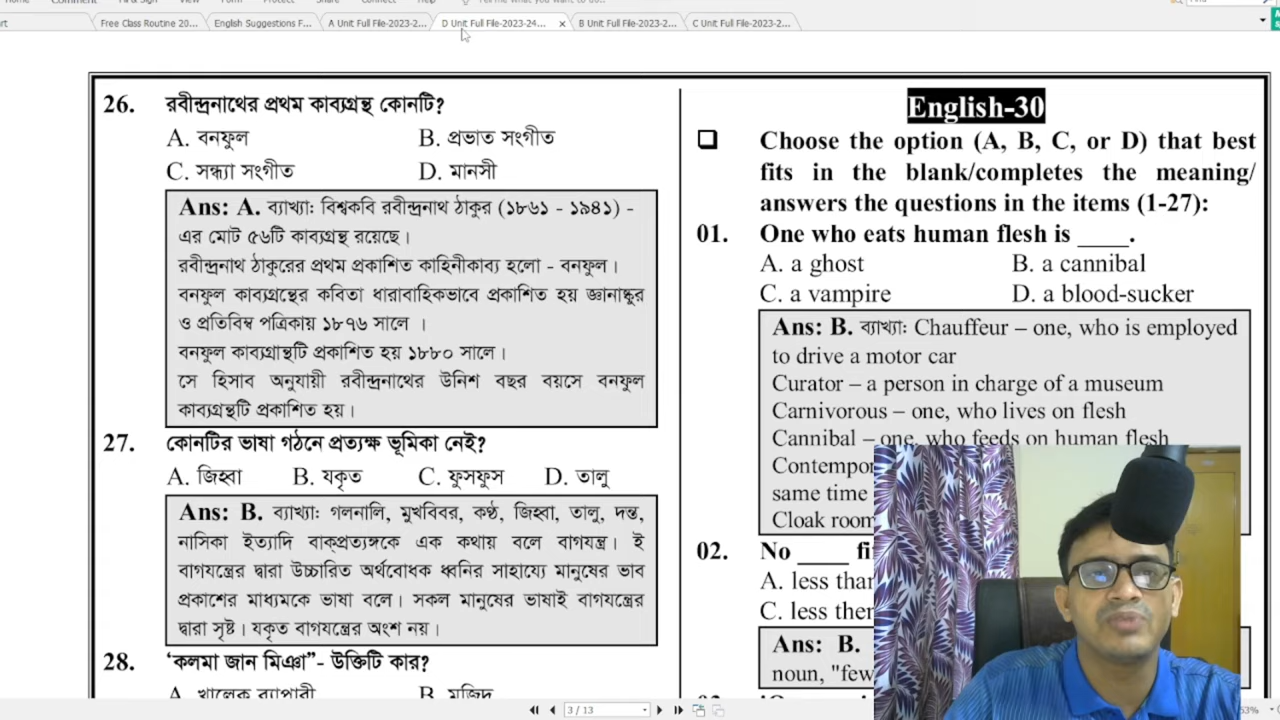 Free Class Routine 20...
English Suggestions F...
A Unit Full File-2023-2...
D Unit Full File-2023-24...
B Unit Full File-2023-2...
C Unit Full File-2023-2...
26. রবীন্দ্রনাথের প্রথম কাব্যগ্রন্থ কোনটি?
A. বনফুল B. প্রভাত সংগীত
C. সন্ধ্যা সংগীত D. মানসী
Ans: A. ব্যাখ্যা: বিশ্বকবি রবীন্দ্রনাথ ঠাকুর (১৮৬১ - ১৯৪১) -
এর মোট ৫৬টি কাব্যগ্রন্থ রয়েছে।
রবীন্দ্রনাথ ঠাকুরের প্রথম প্রকাশিত কাহিনীকাব্য হলো - বনফুল।
বনফুল কাব্যগ্রন্থের কবিতা ধারাবাহিকভাবে প্রকাশিত হয় জ্ঞানাঙ্কুর
ও প্রতিবিম্ব পত্রিকায় ১৮৭৬ সালে ।
বনফুল কাব্যগ্রান্থটি প্রকাশিত হয় ১৮৮০ সালে।
সে হিসাব অনুযায়ী রবীন্দ্রনাথের উনিশ বছর বয়সে বনফুল
কাব্যগ্রন্থটি প্রকাশিত হয়।
27. কোনটির ভাষা গঠনে প্রত্যক্ষ ভূমিকা নেই?
A. জিহ্বা B. যকৃত C. ফুসফুস D. তালু
Ans: B. ব্যাখ্যা: গলনালি, মুখবিবর, কণ্ঠ, জিহ্বা, তালু, দন্ত,
নাসিকা ইত্যাদি বাক্প্রত্যঙ্গকে এক কথায় বলে বাগযন্ত্র। ই
বাগযন্ত্রের দ্বারা উচ্চারিত অর্থবোধক ধ্বনির সাহায্যে মানুষের ভাব
প্রকাশের মাধ্যমকে ভাষা বলে। সকল মানুষের ভাষাই বাগযন্ত্রের
দ্বারা সৃষ্ট। যকৃত বাগযন্ত্রের অংশ নয়।
28. ‘কলমা জান মিঞা”- উক্তিটি কার?
A. খালেক ব্যাপারী B. মজিদ
English-30
❑ Choose the option (A, B, C, or D) that best
fits in the blank/completes the meaning/
answers the questions in the items (1-27):
01. One who eats human flesh is ____.
A. a ghost B. a cannibal
C. a vampire D. a blood-sucker
Ans: B. ব্যাখ্যা: Chauffeur – one, who is employed
to drive a motor car
Curator – a person in charge of a museum
Carnivorous – one, who lives on flesh
Cannibal – one, who feeds on human flesh
Contempor
same time
Cloak room
02. No ____ fi
A. less than
C. less then
Ans: B.
noun, "few
3 / 13